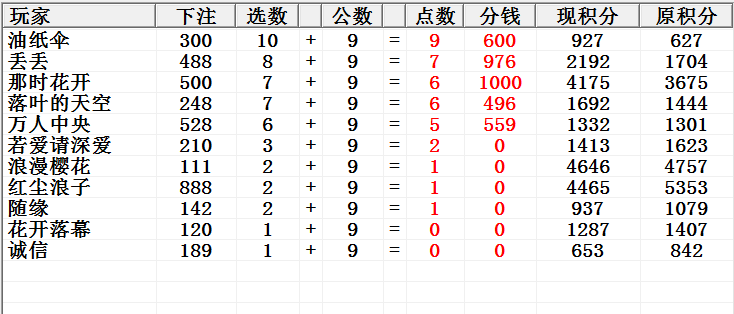 玩家 下注 选数 公数 点数 分钱 现积分 原积分
油纸伞 300 10 + 9 = 9 600 927 627
丢丢 488 8 + 9 = 7 976 2192 1704
那时花开 500 7 + 9 = 6 1000 4175 3675
落叶的天空 248 7 + 9 = 6 496 1692 1444
万人中央 528 6 + 9 = 5 559 1332 1301
若爱请深爱 210 3 + 9 = 2 0 1413 1623
浪漫樱花 111 2 + 9 = 1 0 4646 4757
红尘浪子 888 2 + 9 = 1 0 4465 5353
随缘 142 2 + 9 = 1 0 937 1079
花开落幕 120 1 + 9 = 0 0 1287 1407
诚信 189 1 + 9 = 0 0 653 842